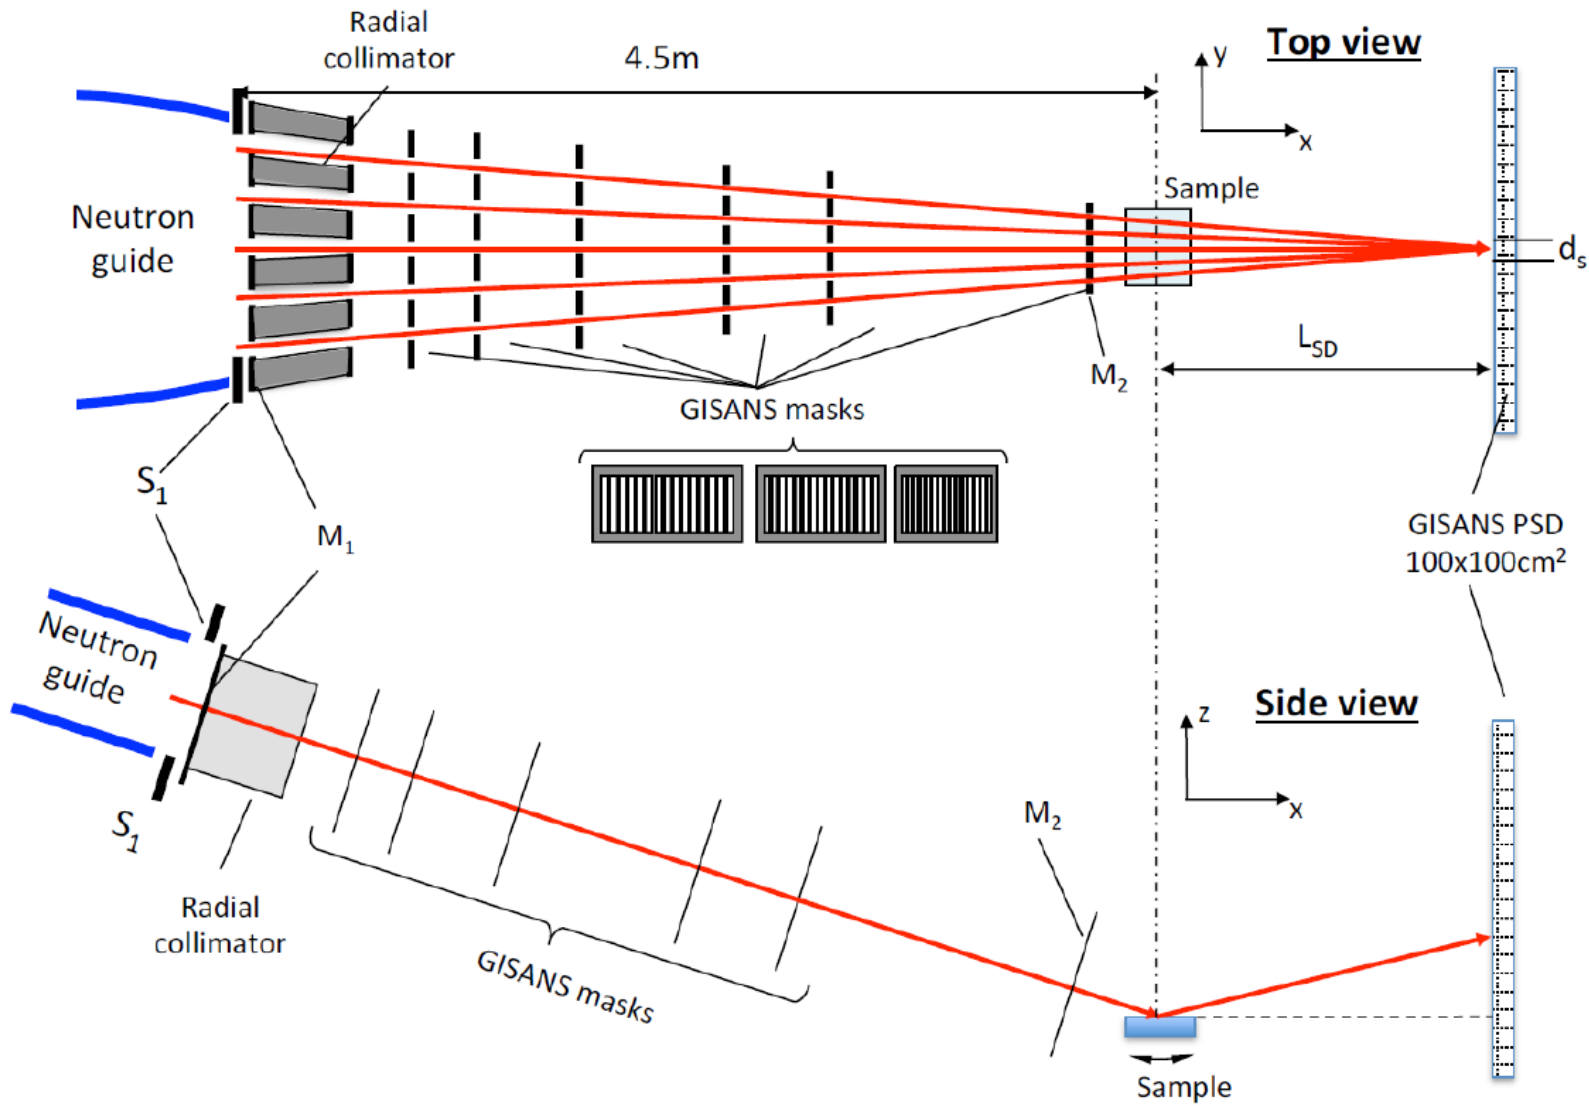 Radial
collimator
4.5m
Top view
y
x
Neutron
guide
Sample
d_s
L_SD
M_2
GISANS masks
S_1
M_1
GISANS PSD
100x100cm²
Neutron
guide
Side view
z
x
M_2
S_1
Radial
collimator
GISANS masks
Sample